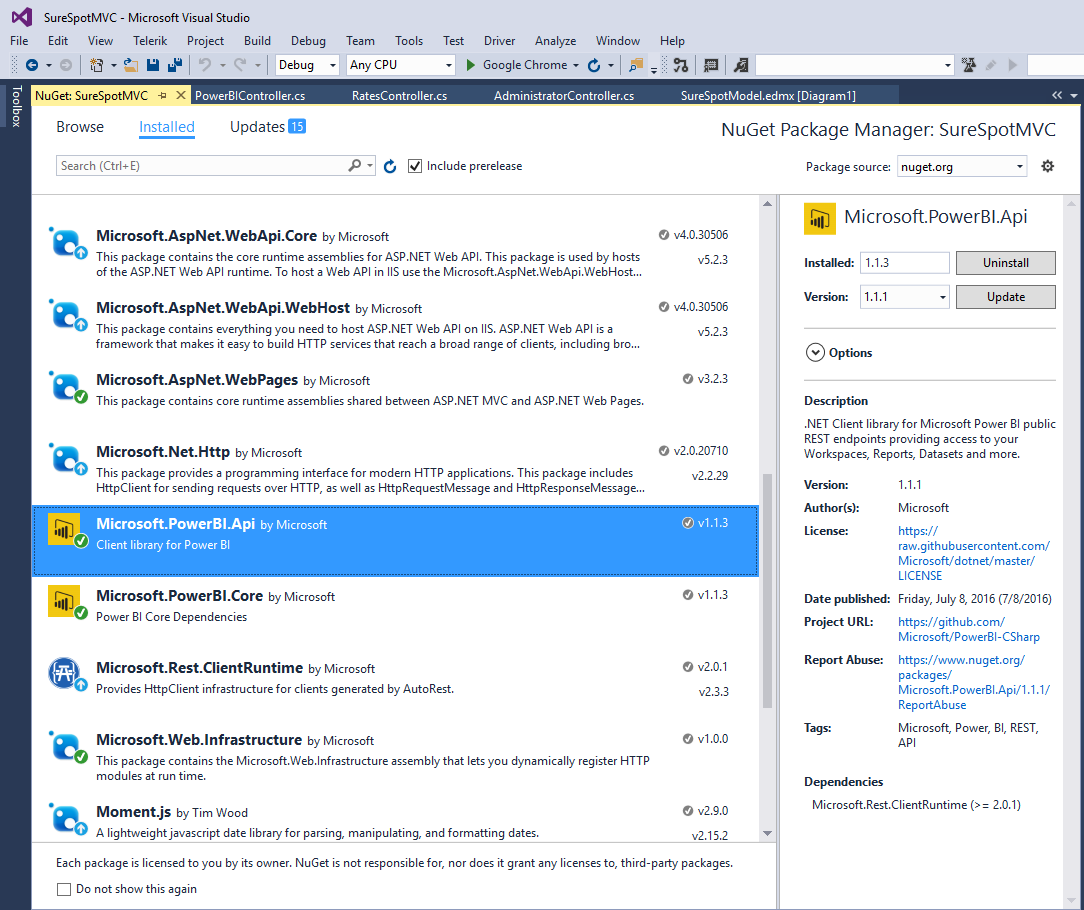 SureSpotMVC - Microsoft Visual Studio
File Edit View Telerik Project Build Debug Team Tools Test Driver Analyze Window Help
Debug Any CPU Google Chrome
Toolbox
NuGet: SureSpotMVC PowerBIController.cs RatesController.cs AdministratorController.cs SureSpotModel.edmx [Diagram1]
Browse Installed Updates 15
NuGet Package Manager: SureSpotMVC
Search (Ctrl+E) Include prerelease
Package source: nuget.org
Microsoft.AspNet.WebApi.Core by Microsoft v4.0.30506
This package contains the core runtime assemblies for ASP.NET Web API. This package is used by hosts v5.2.3
of the ASP.NET Web API runtime. To host a Web API in IIS use the Microsoft.AspNet.WebApi.WebHost...
Microsoft.AspNet.WebApi.WebHost by Microsoft v4.0.30506
This package contains everything you need to host ASP.NET Web API on IIS. ASP.NET Web API is a v5.2.3
framework that makes it easy to build HTTP services that reach a broad range of clients, including bro...
Microsoft.AspNet.WebPages by Microsoft v3.2.3
This package contains core runtime assemblies shared between ASP.NET MVC and ASP.NET Web Pages.
Microsoft.Net.Http by Microsoft v2.0.20710
This package provides a programming interface for modern HTTP applications. This package includes v2.2.29
HttpClient for sending requests over HTTP, as well as HttpRequestMessage and HttpResponseMessage...
Microsoft.PowerBI.Api by Microsoft v1.1.3
Client library for Power BI
Microsoft.PowerBI.Core by Microsoft v1.1.3
Power BI Core Dependencies
Microsoft.Rest.ClientRuntime by Microsoft v2.0.1
Provides HttpClient infrastructure for clients generated by AutoRest. v2.3.3
Microsoft.Web.Infrastructure by Microsoft v1.0.0
This package contains the Microsoft.Web.Infrastructure assembly that lets you dynamically register HTTP
modules at run time.
Moment.js by Tim Wood v2.9.0
A lightweight javascript date library for parsing, manipulating, and formatting dates. v2.15.2
Each package is licensed to you by its owner. NuGet is not responsible for, nor does it grant any licenses to, third-party packages.
Do not show this again
Microsoft.PowerBI.Api
Installed: 1.1.3 Uninstall
Version: 1.1.1 Update
Options
Description
.NET Client library for Microsoft Power BI public
REST endpoints providing access to your
Workspaces, Reports, Datasets and more.
Version: 1.1.1
Author(s): Microsoft
License: https://
raw.githubusercontent.com/
Microsoft/dotnet/master/
LICENSE
Date published: Friday, July 8, 2016 (7/8/2016)
Project URL: https://github.com/
Microsoft/PowerBI-CSharp
Report Abuse: https://www.nuget.org/
packages/
Microsoft.PowerBI.Api/1.1.1/
ReportAbuse
Tags: Microsoft, Power, BI, REST,
API
Dependencies
Microsoft.Rest.ClientRuntime (>= 2.0.1)